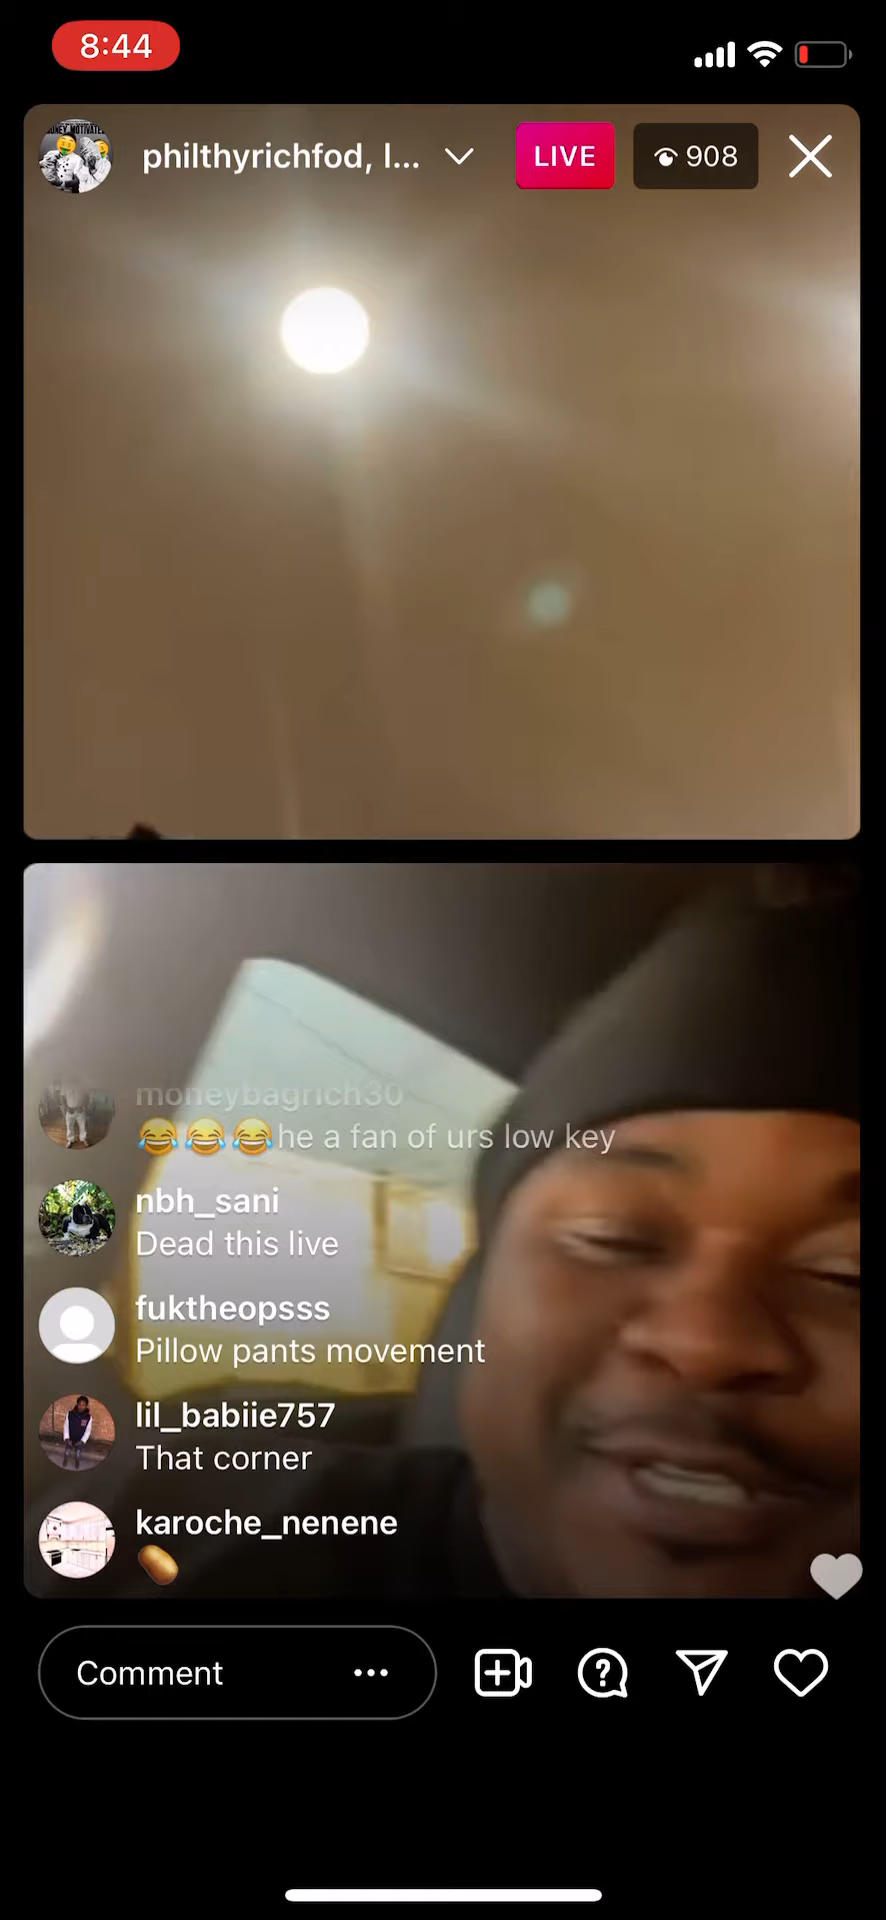 8:44
philthyrichfod, l...
LIVE
908
moneybagrich30
😂😂😂he a fan of urs low key
nbh_sani
Dead this live
fuktheopsss
Pillow pants movement
lil_babiie757
That corner
karoche_nenene
🥔
Comment